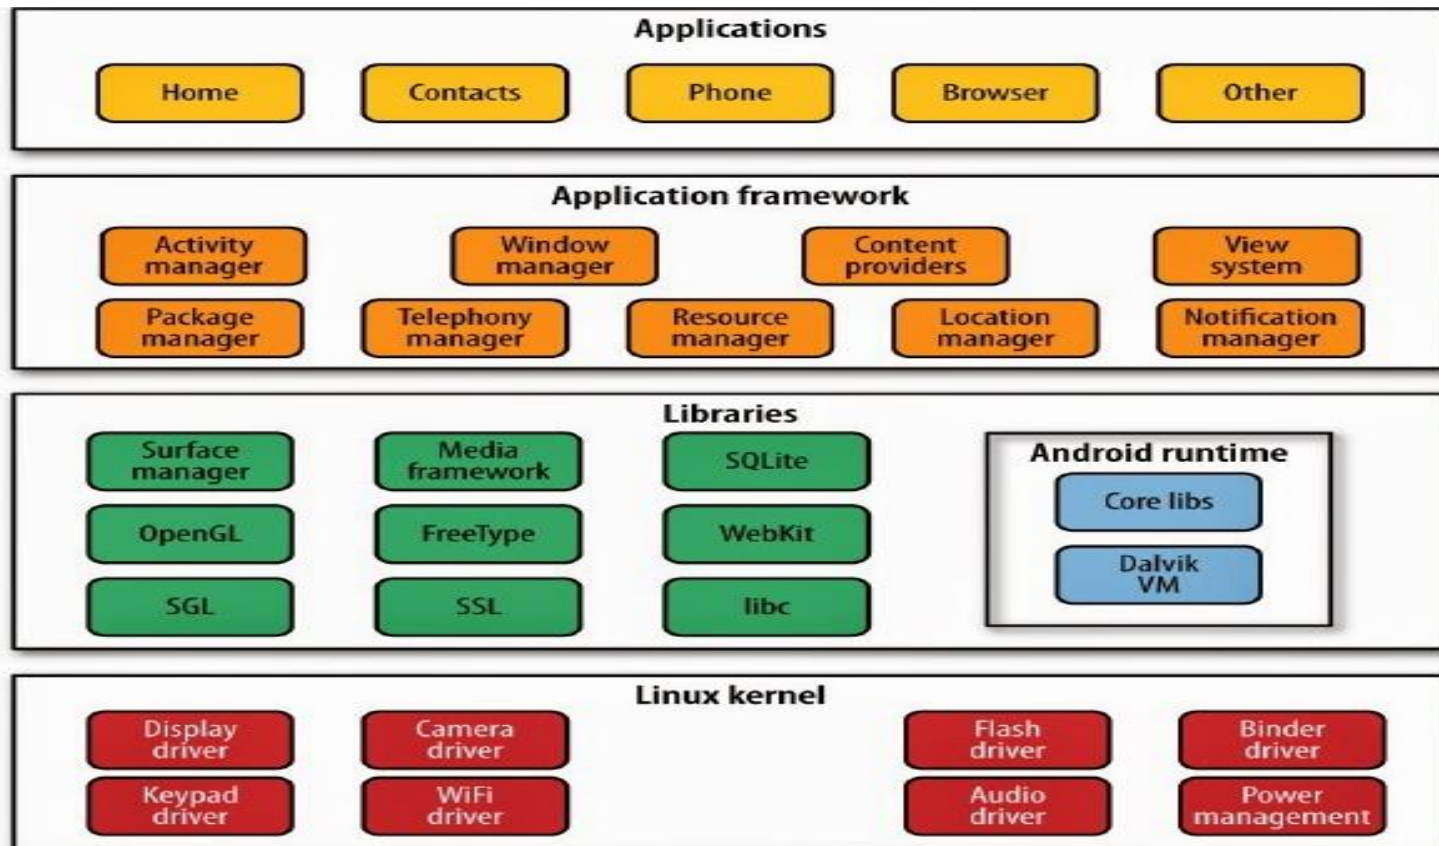 Applications
Home
Contacts
Phone
Browser
Other
Application framework
Activity
manager
Window
manager
Content
providers
View
system
Package
manager
Telephony
manager
Resource
manager
Location
manager
Notification
manager
Libraries
Surface
manager
Media
framework
SQLite
OpenGL
FreeType
WebKit
SGL
SSL
libc
Android runtime
Core libs
Dalvik
VM
Linux kernel
Display
driver
Camera
driver
Flash
driver
Binder
driver
Keypad
driver
WiFi
driver
Audio
driver
Power
management